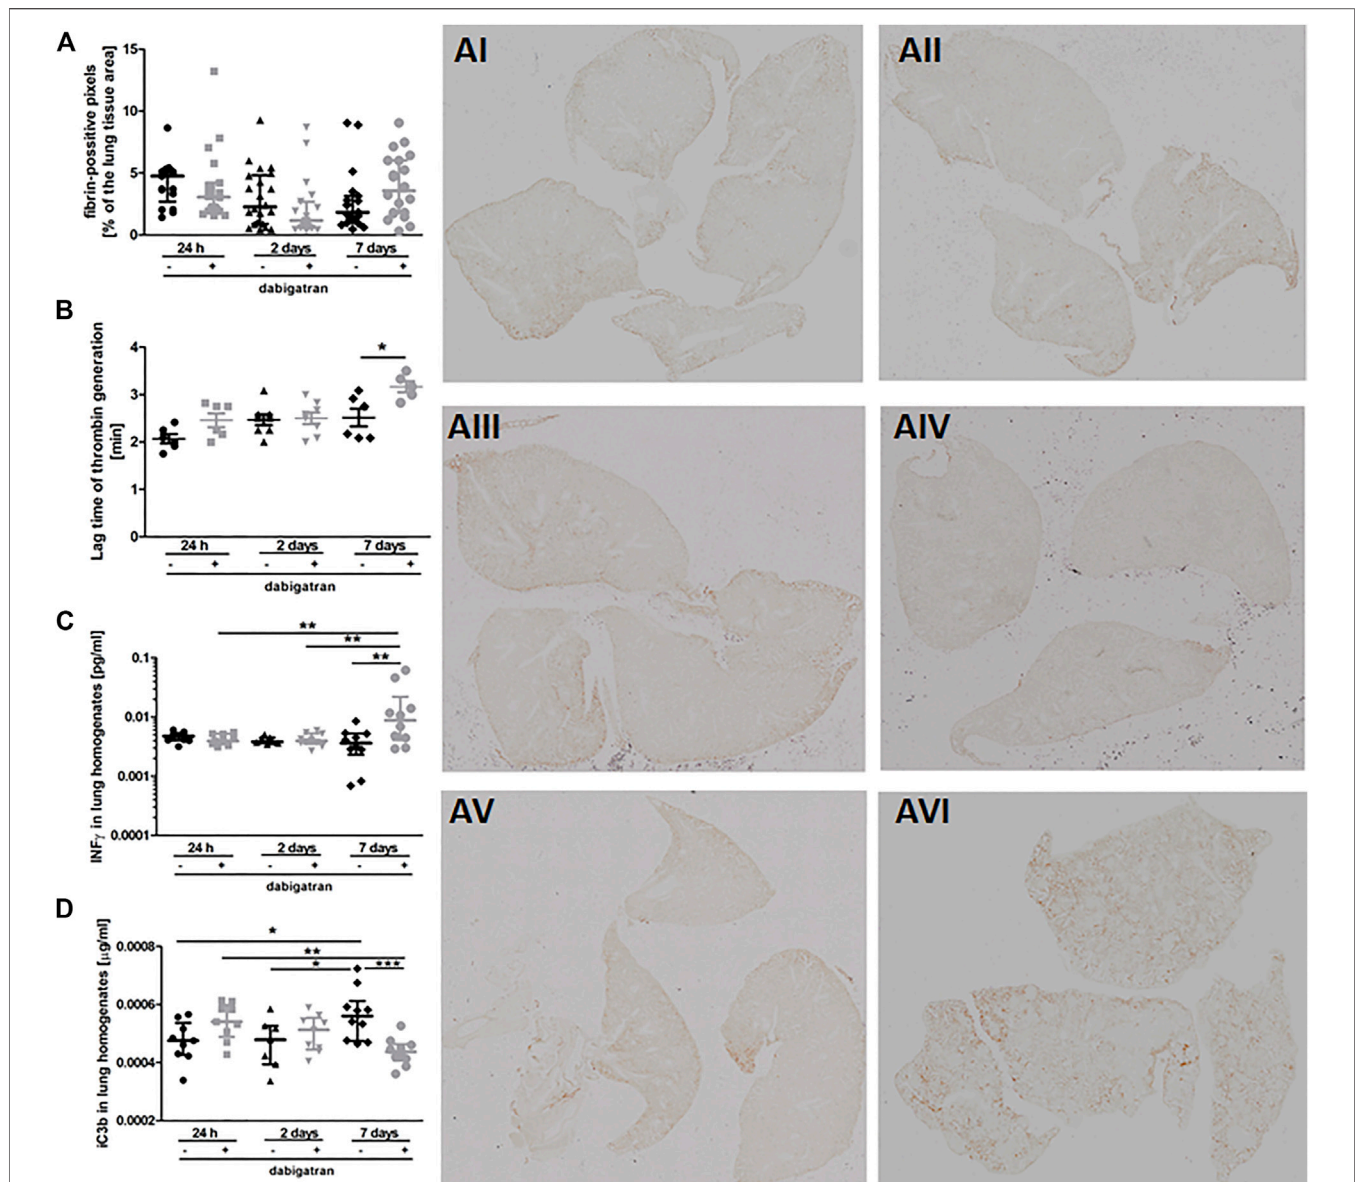 A
fibrin-possitive pixels
[% of the lung tissue area]
15
10
5
0
24 h
2 days
7 days
- + - + - +
dabigatran
B
Lag time of thrombin generation
[min]
4
3
2
1
0
*
24 h
2 days
7 days
- + - + - +
dabigatran
C
INFγ in lung homogenates [pg/ml]
0.1
0.01
0.001
0.0001
**
**
**
24 h
2 days
7 days
- + - + - +
dabigatran
D
iC3b in lung homogenates [µg/ml]
0.0008
0.0006
0.0004
0.0002
*
**
* ***
24 h
2 days
7 days
- + - + - +
dabigatran
AI
AII
AIII
AIV
AV
AVI